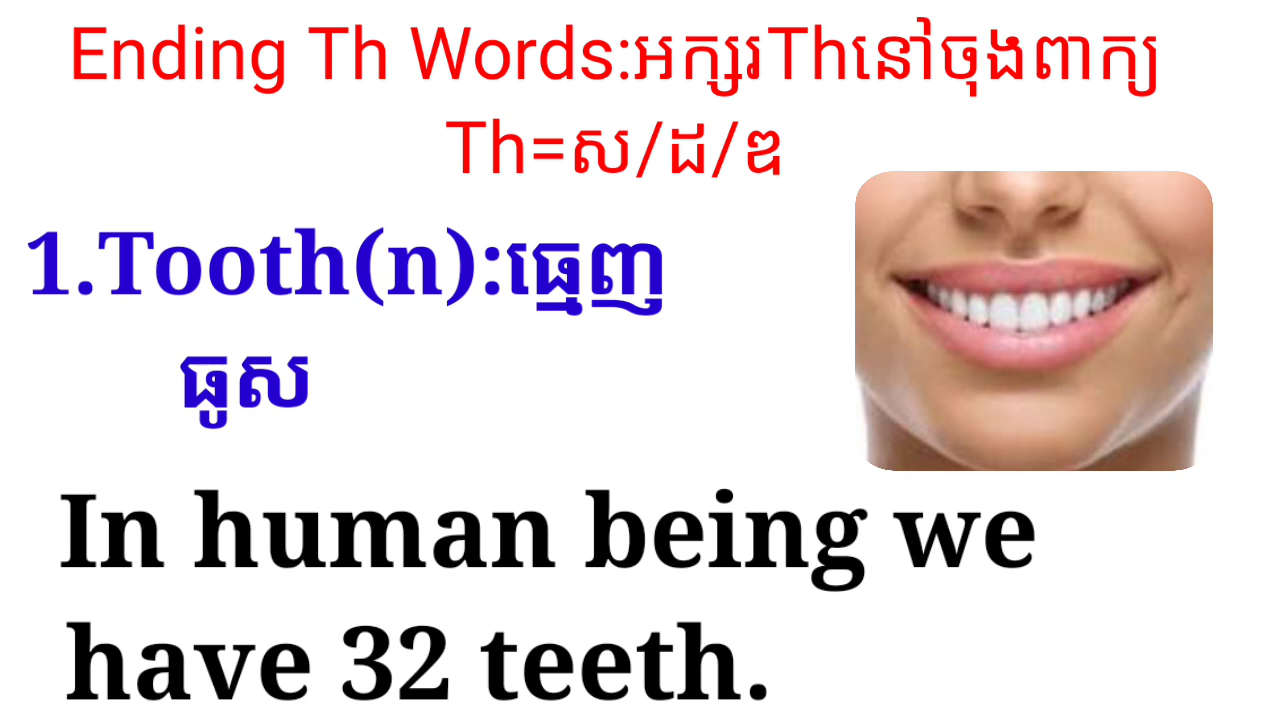 Ending Th Words:អក្សរThនៅចុងពាក្យ
Th=ស/ដ/ឌ
1.Tooth(n):ធ្មេញ
ធូស
In human being we
have 32 teeth.